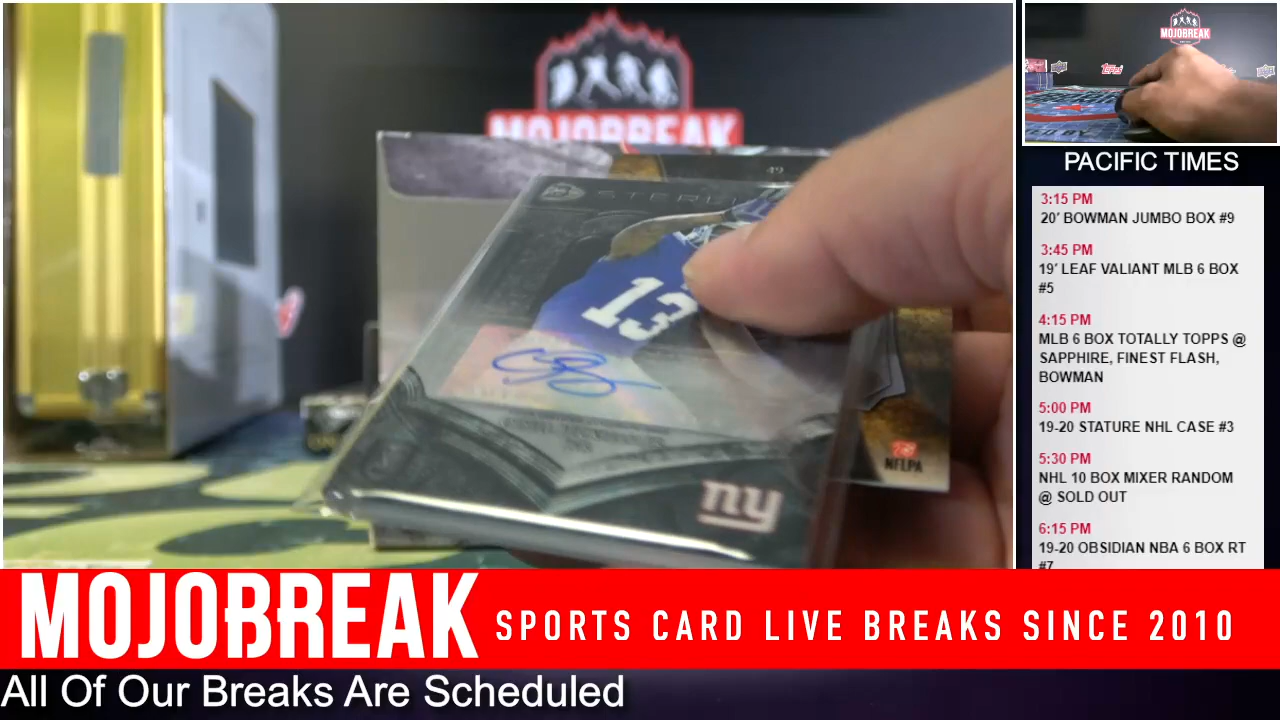 MOJOBREAK
49
13
ny
NFLPA
MOJOBREAK
topps
PACIFIC TIMES
3:15 PM
20' BOWMAN JUMBO BOX #9
3:45 PM
19' LEAF VALIANT MLB 6 BOX
#5
4:15 PM
MLB 6 BOX TOTALLY TOPPS @
SAPPHIRE, FINEST FLASH,
BOWMAN
5:00 PM
19-20 STATURE NHL CASE #3
5:30 PM
NHL 10 BOX MIXER RANDOM
@ SOLD OUT
6:15 PM
19-20 OBSIDIAN NBA 6 BOX RT
#7
MOJOBREAK SPORTS CARD LIVE BREAKS SINCE 2010
All Of Our Breaks Are Scheduled